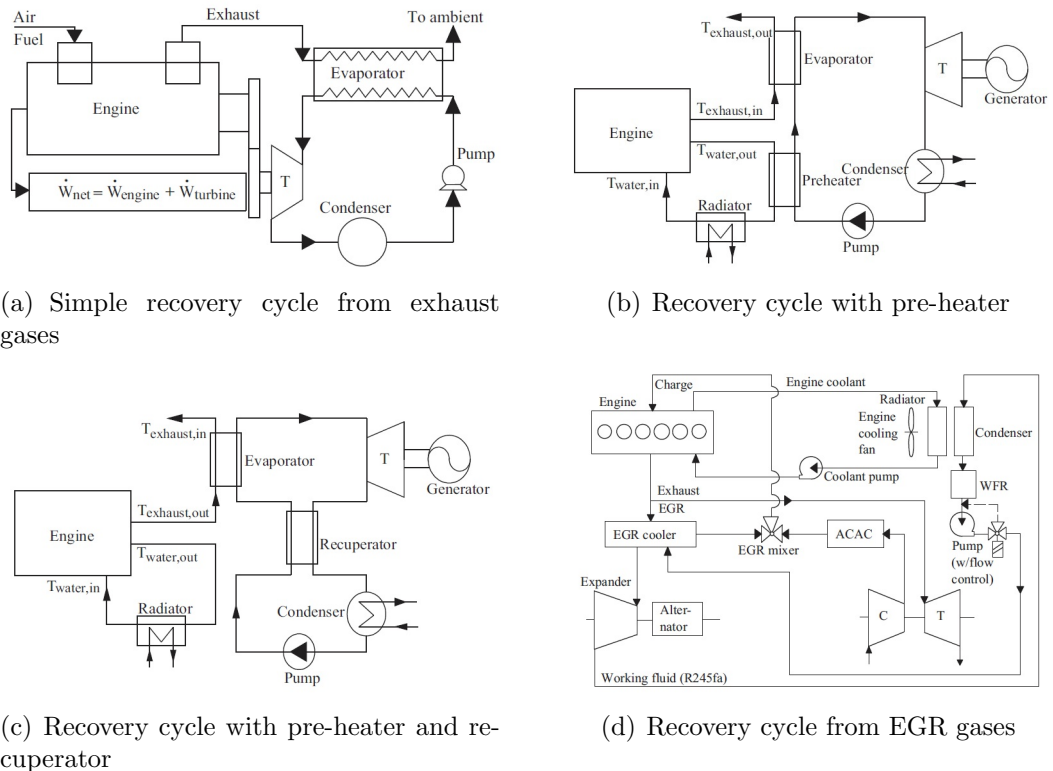 Air
Fuel
Exhaust
To ambient
Evaporator
Engine
Ẇnet = Ẇengine + Ẇturbine
T
Pump
Condenser
(a) Simple recovery cycle from exhaust
gases
Texhaust,out
Evaporator
T
Generator
Texhaust,in
Engine
Twater,out
Condenser
Twater,in
Preheater
Radiator
Pump
(b) Recovery cycle with pre-heater
Texhaust,in
Evaporator
T
Generator
Texhaust,out
Engine
Recuperator
Twater,out
Twater,in
Radiator
Condenser
Pump
(c) Recovery cycle with pre-heater and re-
cuperator
Charge
Engine coolant
Engine
Radiator
Engine
cooling
fan
Condenser
Coolant pump
WFR
Exhaust
EGR
EGR cooler
EGR mixer
ACAC
Pump
(w/flow
control)
Expander
Alter-
nator
C
T
Working fluid (R245fa)
(d) Recovery cycle from EGR gases